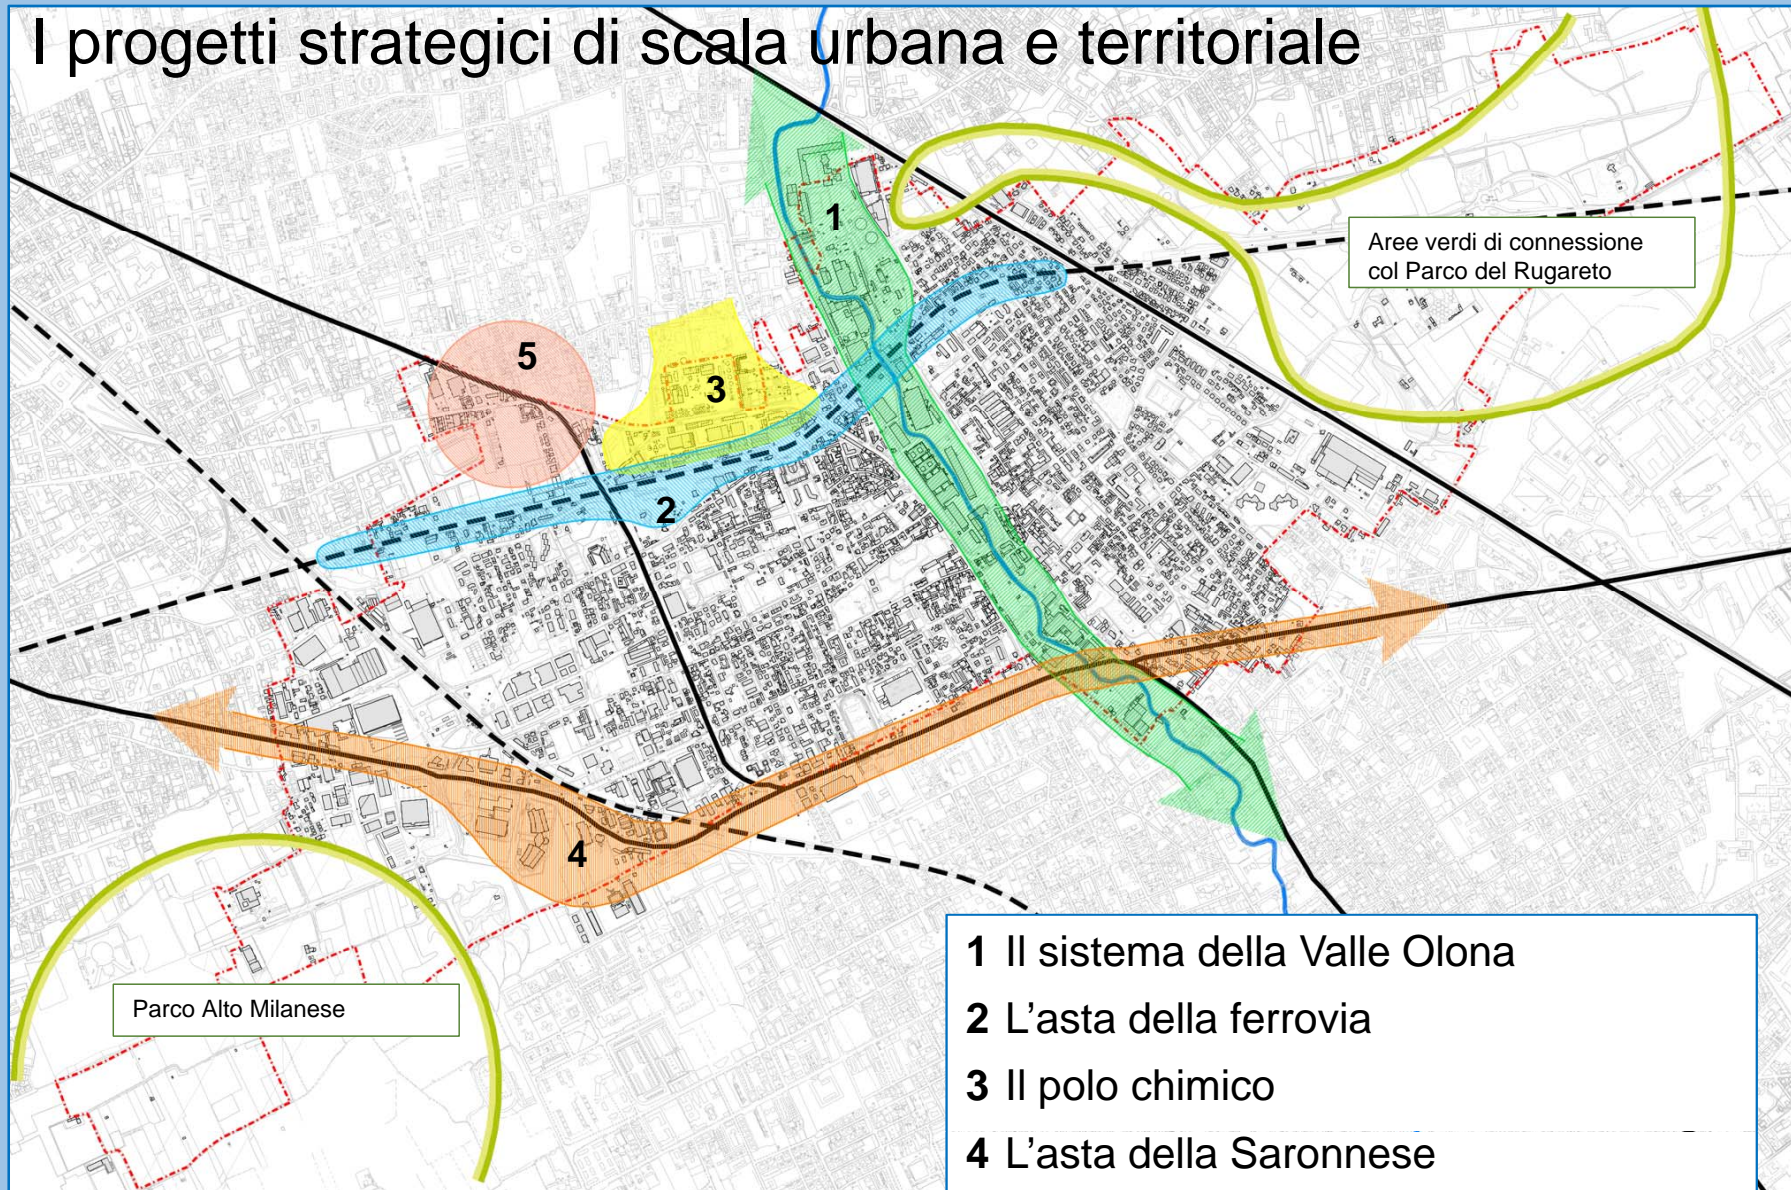 I progetti strategici di scala urbana e territoriale
1
Aree verdi di connessione
col Parco del Rugareto
5
3
2
4
Parco Alto Milanese
1 Il sistema della Valle Olona
2 L'asta della ferrovia
3 Il polo chimico
4 L'asta della Saronnese